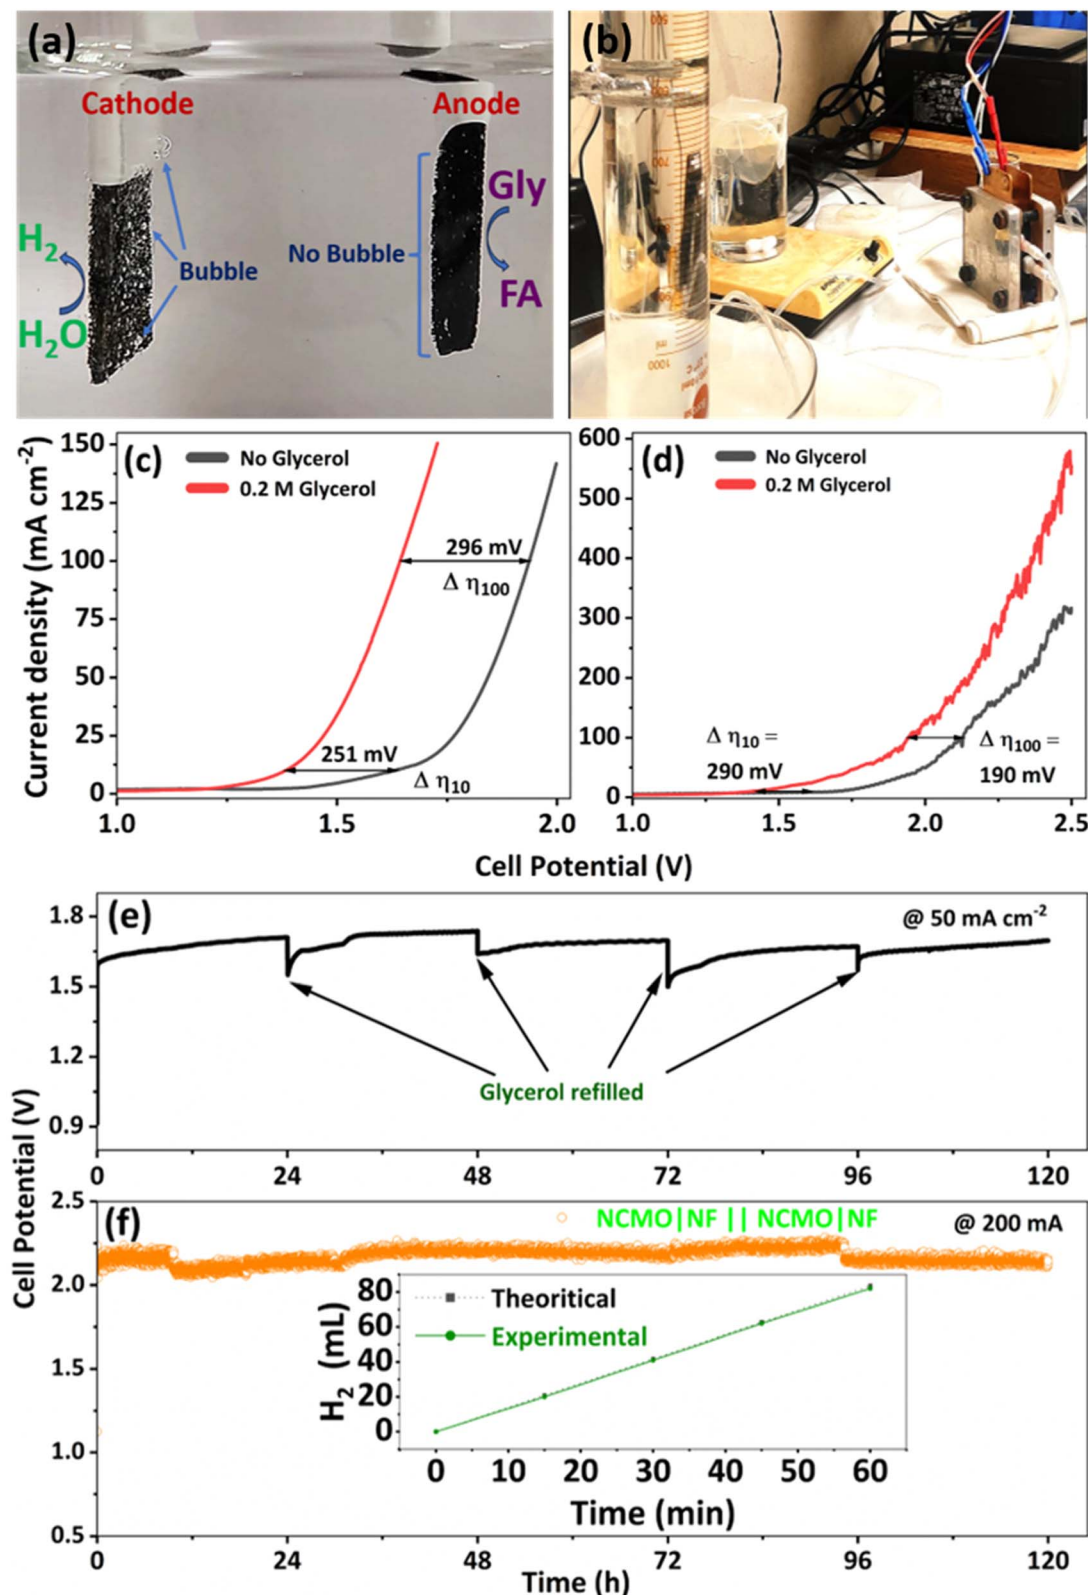 (a)
Cathode
Anode
H₂
H₂O
Bubble
No Bubble
Gly
FA
(b)
500
700
ml
1000
(c)
No Glycerol
0.2 M Glycerol
296 mV
Δ η₁₀₀
251 mV
Δ η₁₀
150
125
100
75
50
25
0
1.0
1.5
2.0
Current density (mA cm⁻²)
(d)
No Glycerol
0.2 M Glycerol
Δ η₁₀ =
290 mV
Δ η₁₀₀ =
190 mV
600
500
400
300
200
100
0
1.0
1.5
2.0
2.5
Cell Potential (V)
(e)
@ 50 mA cm⁻²
Glycerol refilled
1.8
1.5
1.2
0.9
0
24
48
72
96
120
Cell Potential (V)
(f)
NCMO|NF || NCMO|NF
@ 200 mA
2.5
2.0
1.5
1.0
0.5
Theoritical
Experimental
H₂ (mL)
80
60
40
20
0
0
10
20
30
40
50
60
Time (min)
0
24
48
72
96
120
Time (h)